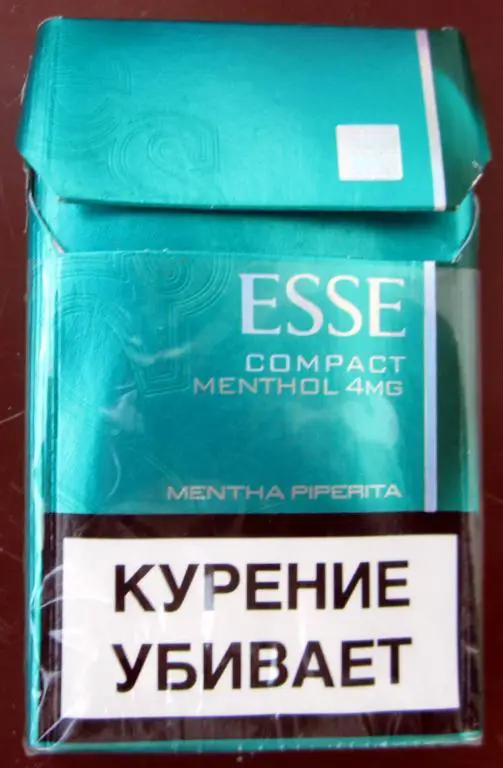 ESSE
COMPACT
MENTHOL 4MG
MENTHA PIPERITA
КУРЕНИЕ
УБИВАЕТ